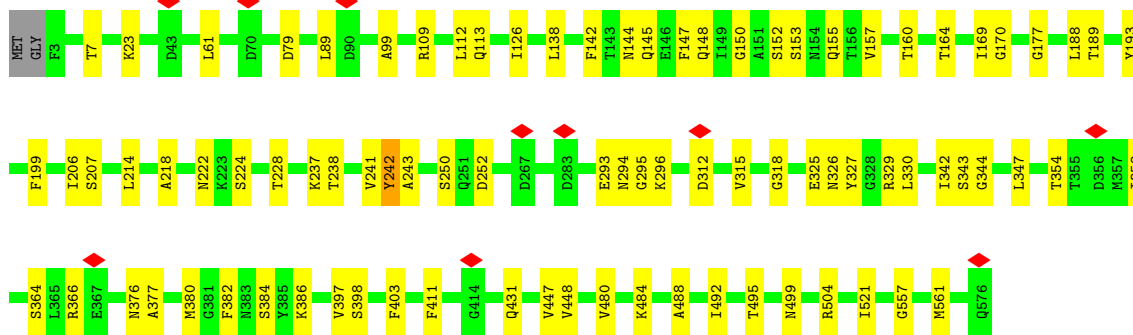 MET GLY F3 T7 K23 D43 L61 D70 D79 L89 D90 A99 R109 L112 Q113 I126 L138 F142 T143 N144 Q145 E146 F147 Q148 I149 G150 A151 S152 S153 N154 Q155 T156 V157 T160 T164 I169 G170 G177 L188 T189 Y193
F199 I206 S207 L214 A218 N222 K223 S224 T228 K237 T238 V241 Y242 A243 S250 Q251 D252 D267 D283 E293 N294 G295 K296 D312 V315 G318 E325 N326 Y327 G328 R329 L330 I342 S343 G344 L347 T354 T355 D356 M357
S364 L365 R366 E367 N376 A377 M380 G381 F382 N383 S384 Y385 K386 V397 S398 F403 F411 G414 Q431 V447 V448 V480 K484 A488 I492 T495 N499 R504 I521 G557 M561 Q576